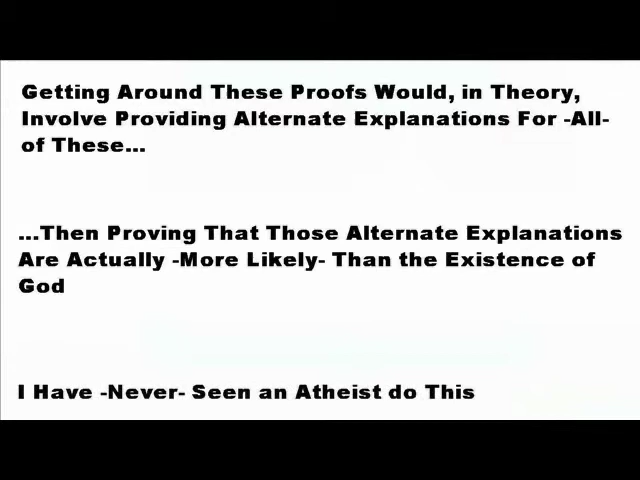 Getting Around These Proofs Would, in Theory,
Involve Providing Alternate Explanations For -All-
of These...
...Then Proving That Those Alternate Explanations
Are Actually -More Likely- Than the Existence of
God
I Have -Never- Seen an Atheist do This